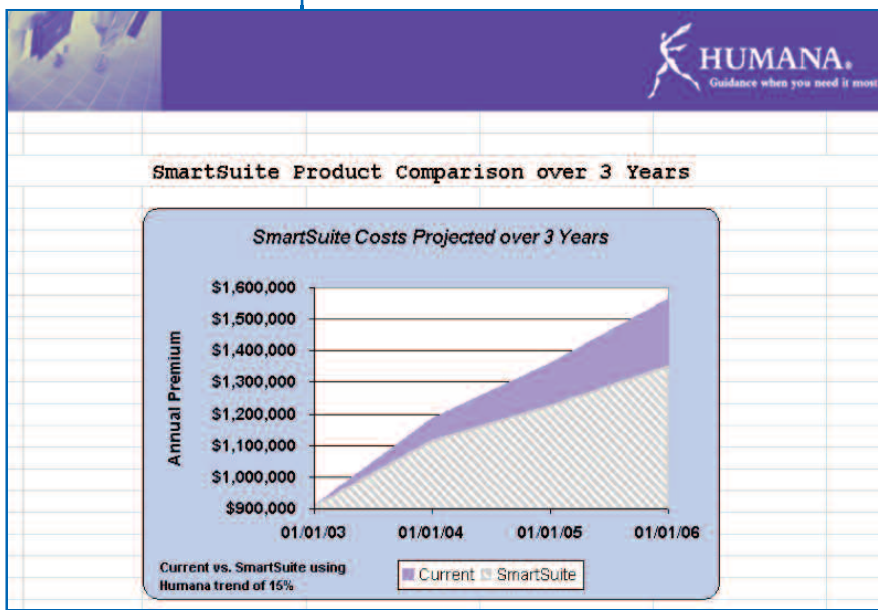 HUMANA.
Guidance when you need it most
SmartSuite Product Comparison over 3 Years
SmartSuite Costs Projected over 3 Years
$1,600,000
$1,500,000
$1,400,000
$1,300,000
$1,200,000
$1,100,000
$1,000,000
$900,000
Annual Premium
01/01/03 01/01/04 01/01/05 01/01/06
Current vs. SmartSuite using
Humana trend of 15%
Current SmartSuite